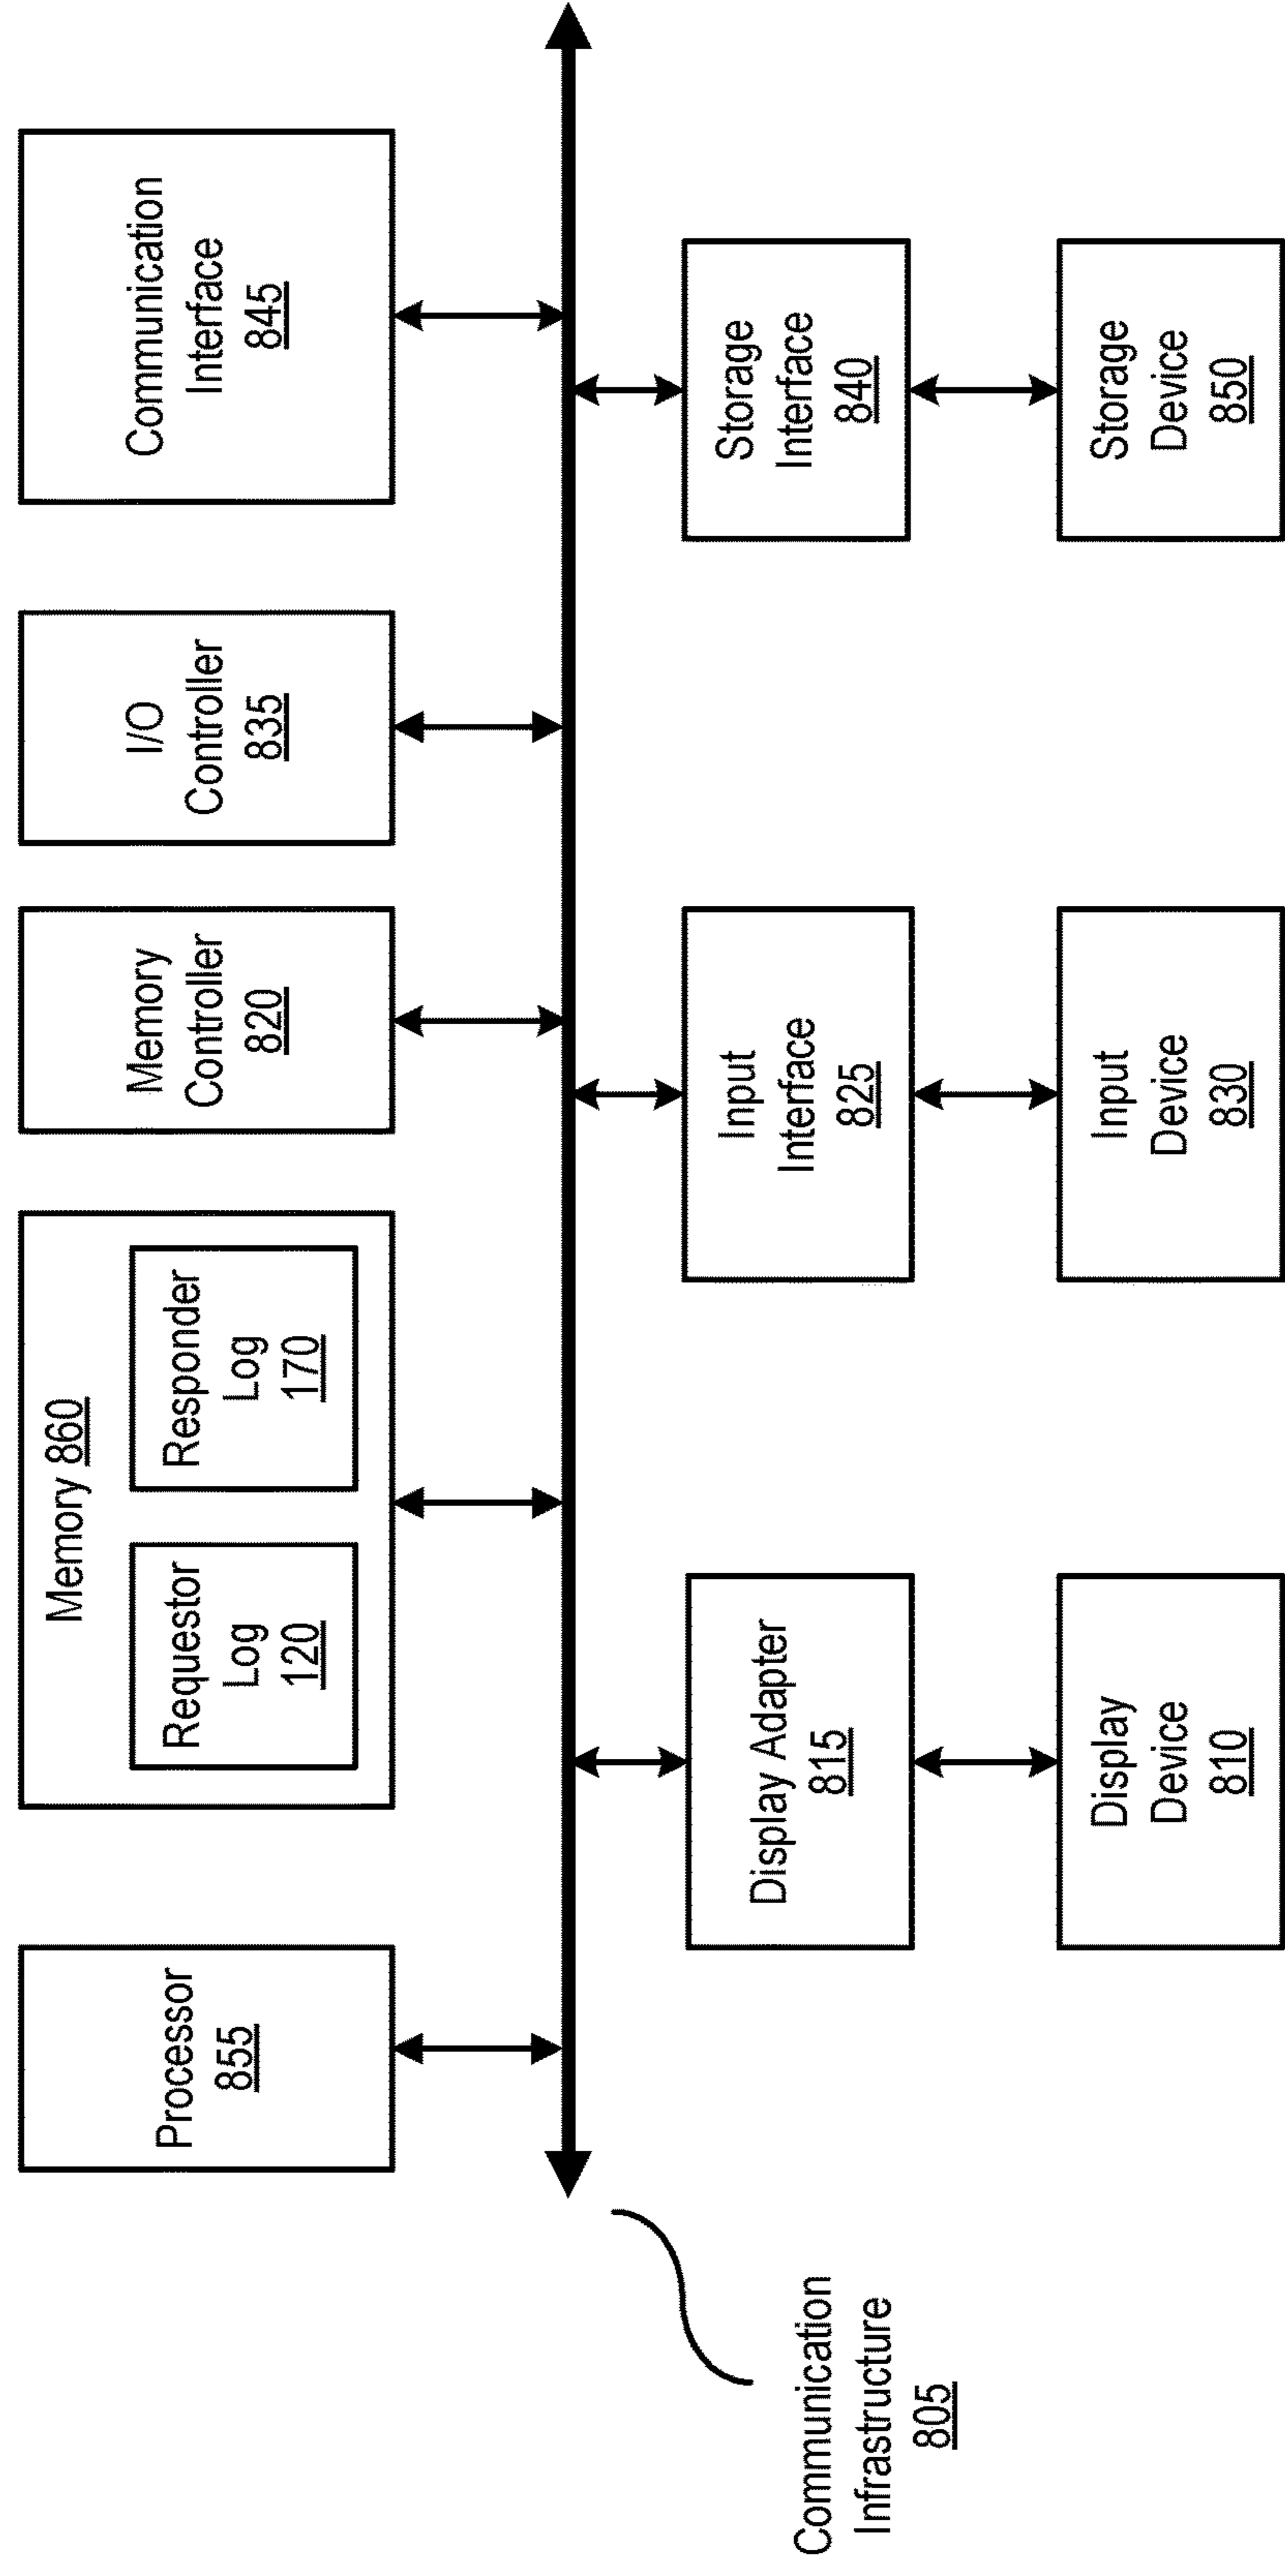 Processor
855
Memory 860
Requestor
Log
120
Responder
Log
170
Memory
Controller
820
I/O
Controller
835
Communication
Interface
845
Communication
Infrastructure
805
Display Adapter
815
Input
Interface
825
Storage
Interface
840
Display
Device
810
Input
Device
830
Storage
Device
850